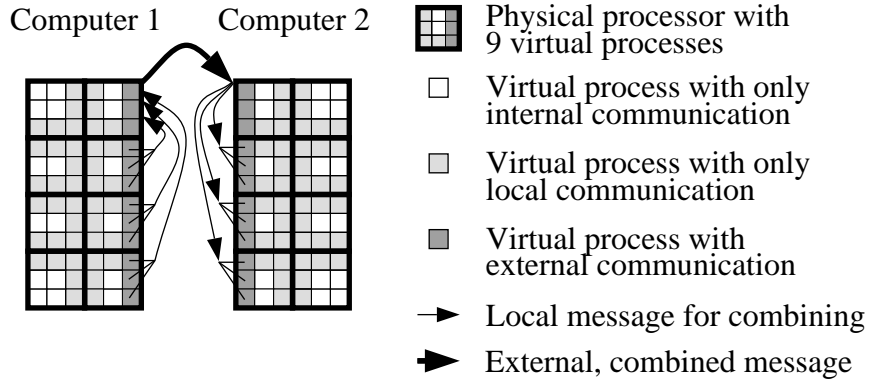 Computer 1
Computer 2
Physical processor with
9 virtual processes
Virtual process with only
internal communication
Virtual process with only
local communication
Virtual process with
external communication
Local message for combining
External, combined message